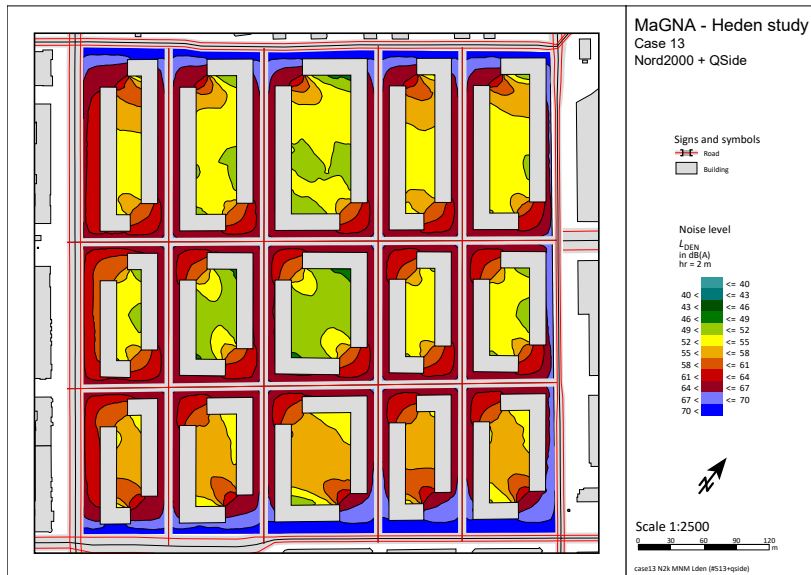 MaGNA - Heden study
Case 13
Nord2000 + QSide
Signs and symbols
Road
Building
Noise level
LDEN
in dB(A)
hr = 2 m
<= 40
40 < <= 43
43 < <= 46
46 < <= 49
49 < <= 52
52 < <= 55
55 < <= 58
58 < <= 61
61 < <= 64
64 < <= 67
67 < <= 70
70 <
N
Scale 1:2500
0 30 60 90 120
m
case13 N2k MNM Lden (#S13+qside)